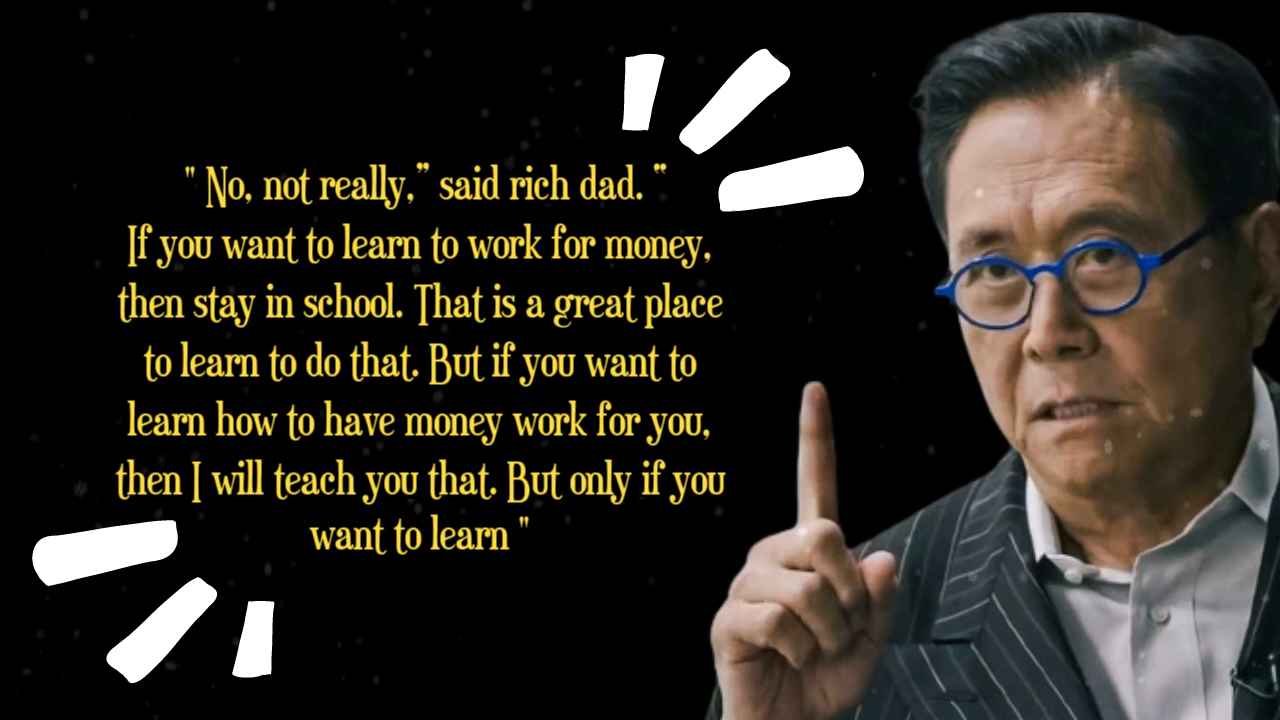 " No, not really,” said rich dad. “
If you want to learn to work for money,
then stay in school. That is a great place
to learn to do that. But if you want to
learn how to have money work for you,
then I will teach you that. But only if you
want to learn "